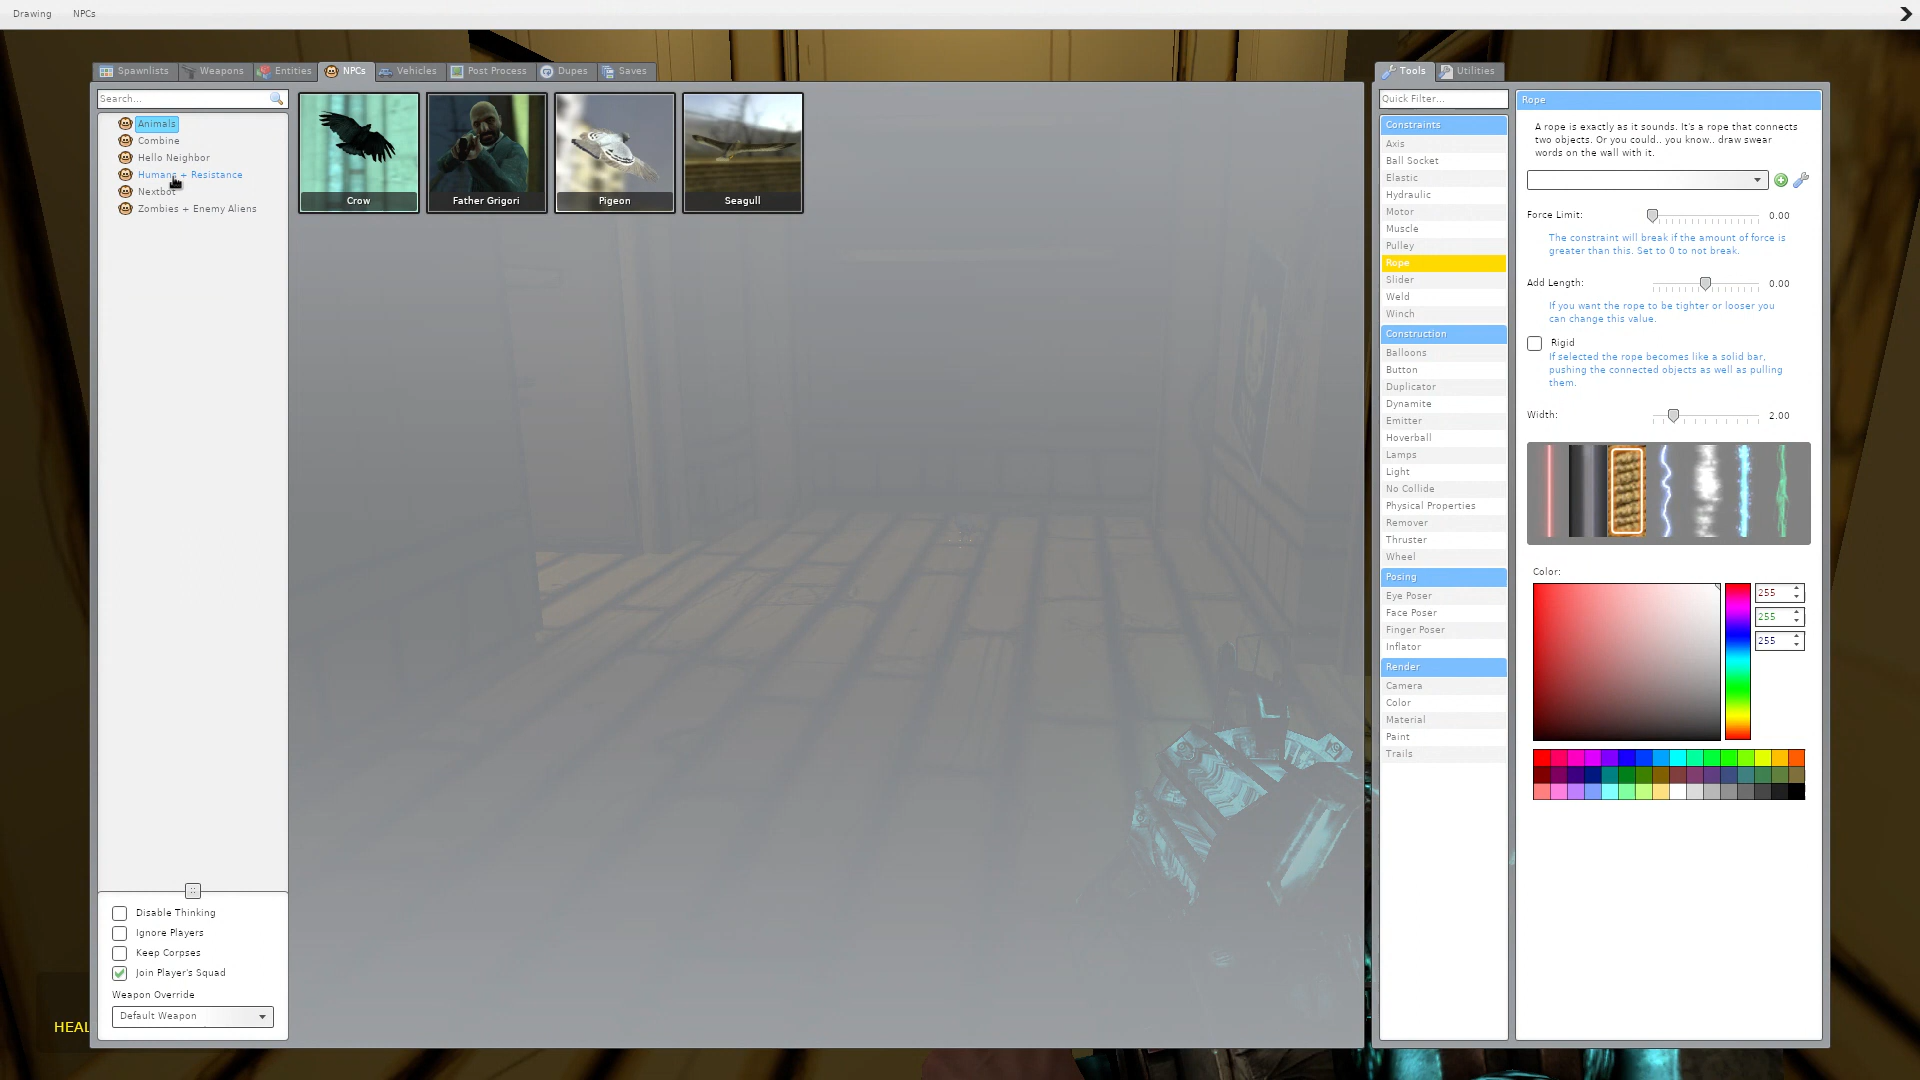 Drawing NPCs
Spawnlists Weapons Entities NPCs Vehicles Post Process Dupes Saves
Search...
Animals
Combine
Hello Neighbor
Humans + Resistance
Nextbot
Zombies + Enemy Aliens
Crow
Father Grigori
Pigeon
Seagull
Disable Thinking
Ignore Players
Keep Corpses
Join Player's Squad
Weapon Override
Default Weapon
HEAL
Tools Utilities
Quick Filter...
Constraints
Axis
Ball Socket
Elastic
Hydraulic
Motor
Muscle
Pulley
Rope
Slider
Weld
Winch
Construction
Balloons
Button
Duplicator
Dynamite
Emitter
Hoverball
Lamps
Light
No Collide
Physical Properties
Remover
Thruster
Wheel
Posing
Eye Poser
Face Poser
Finger Poser
Inflator
Render
Camera
Color
Material
Paint
Trails
Rope
A rope is exactly as it sounds. It's a rope that connects
two objects. Or you could.. you know.. draw swear
words on the wall with it.
Force Limit: 0.00
The constraint will break if the amount of force is
greater than this. Set to 0 to not break.
Add Length: 0.00
If you want the rope to be tighter or looser you
can change this value.
Rigid
If selected the rope becomes like a solid bar,
pushing the connected objects as well as pulling
them.
Width: 2.00
Color:
255
255
255